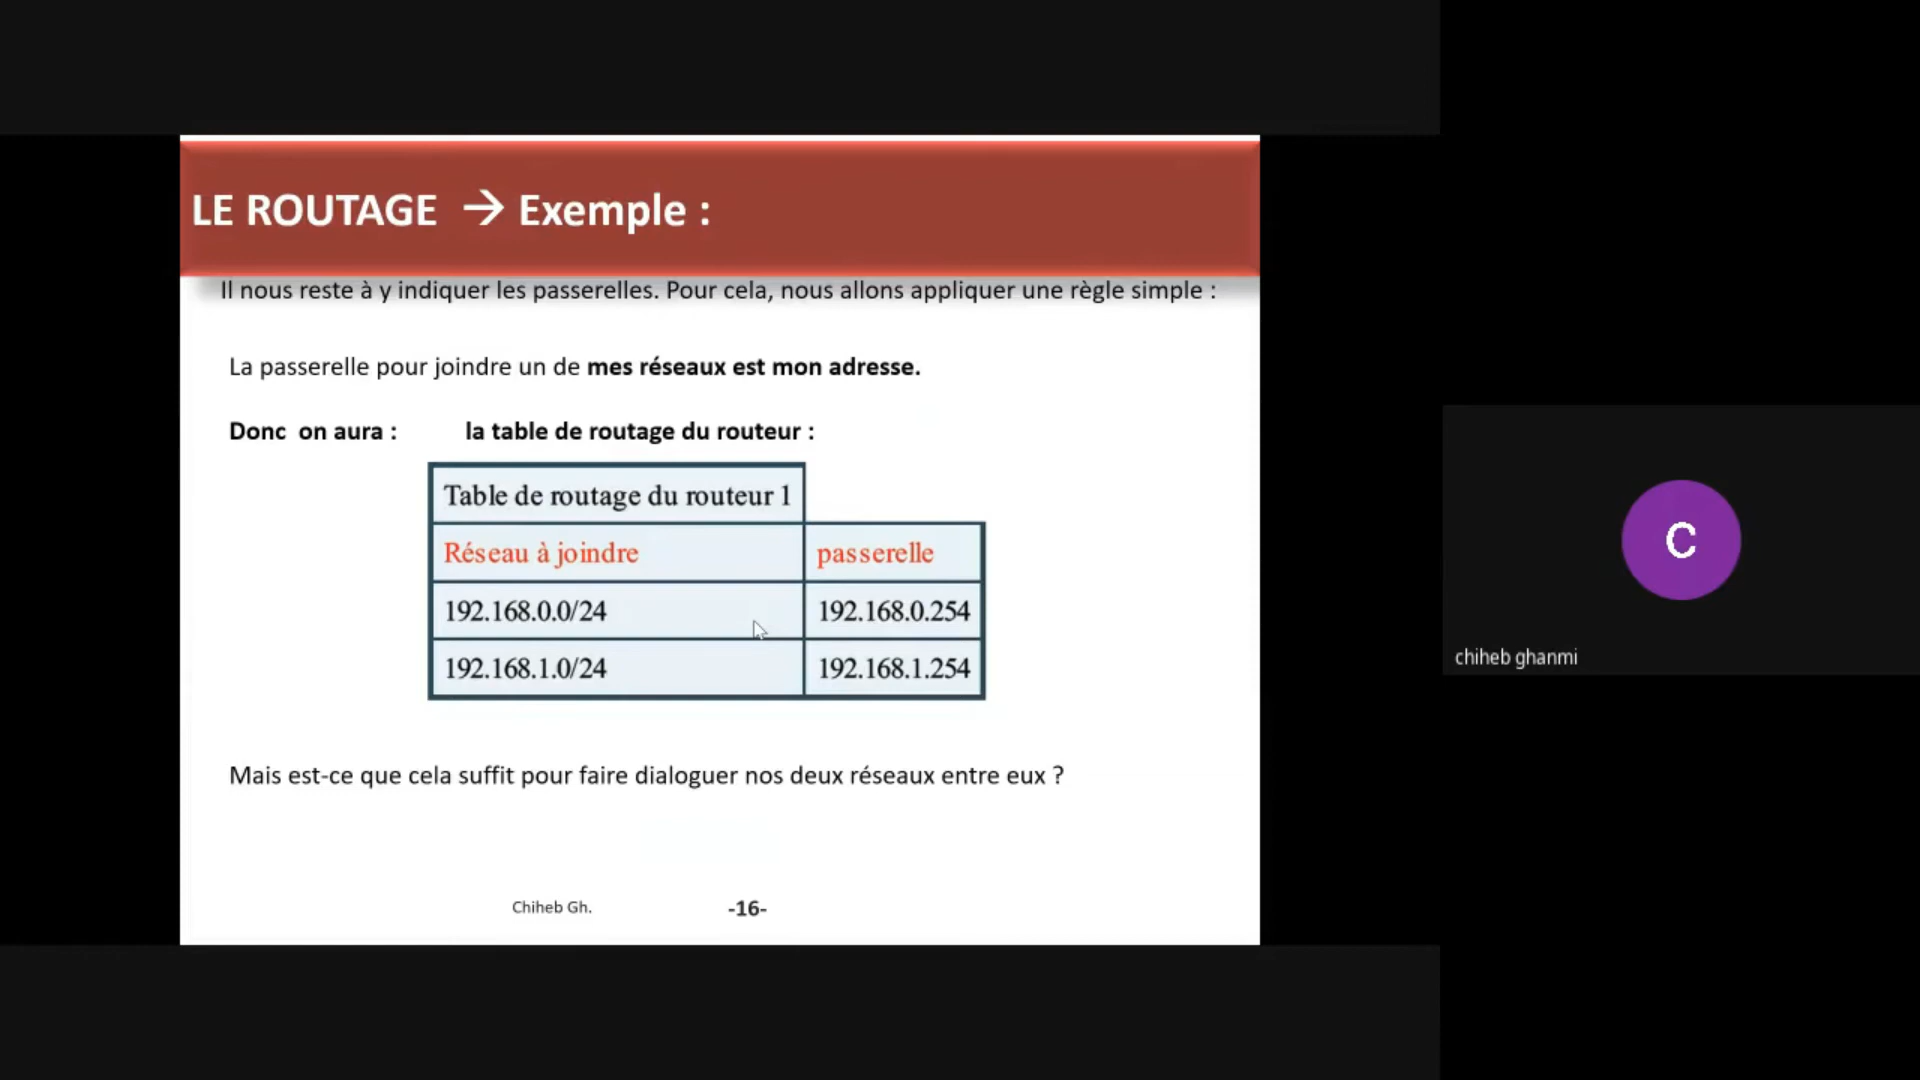 LE ROUTAGE → Exemple :
Il nous reste à y indiquer les passerelles. Pour cela, nous allons appliquer une règle simple :
La passerelle pour joindre un de mes réseaux est mon adresse.
Donc on aura : la table de routage du routeur :
Table de routage du routeur 1
Réseau à joindre passerelle
192.168.0.0/24 192.168.0.254
192.168.1.0/24 192.168.1.254
Mais est-ce que cela suffit pour faire dialoguer nos deux réseaux entre eux ?
Chiheb Gh. -16-
C
chiheb ghanmi